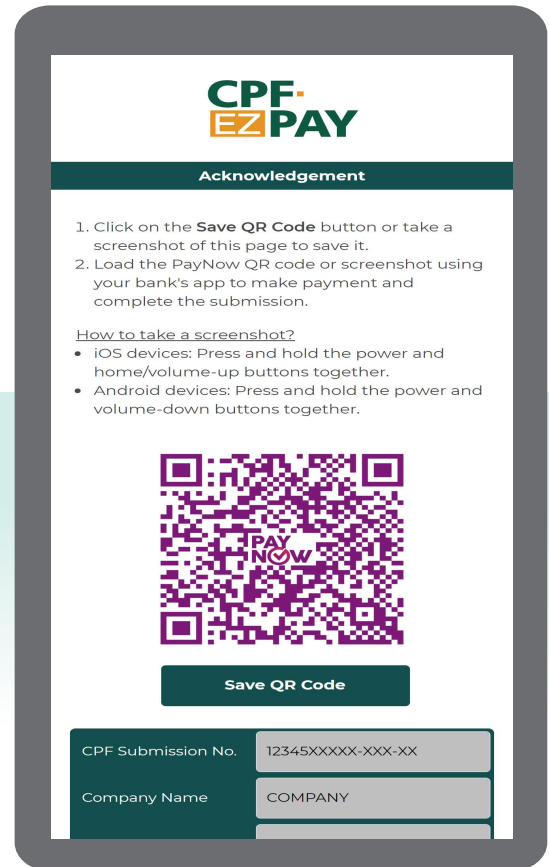 CPF
EZ PAY
Acknowledgement
1. Click on the Save QR Code button or take a
screenshot of this page to save it.
2. Load the PayNow QR code or screenshot using
your bank's app to make payment and
complete the submission.
How to take a screenshot?
• iOS devices: Press and hold the power and
home/volume-up buttons together.
• Android devices: Press and hold the power and
volume-down buttons together.
PAY
NOW
Save QR Code
CPF Submission No. 12345XXXXX-XXX-XX
Company Name COMPANY